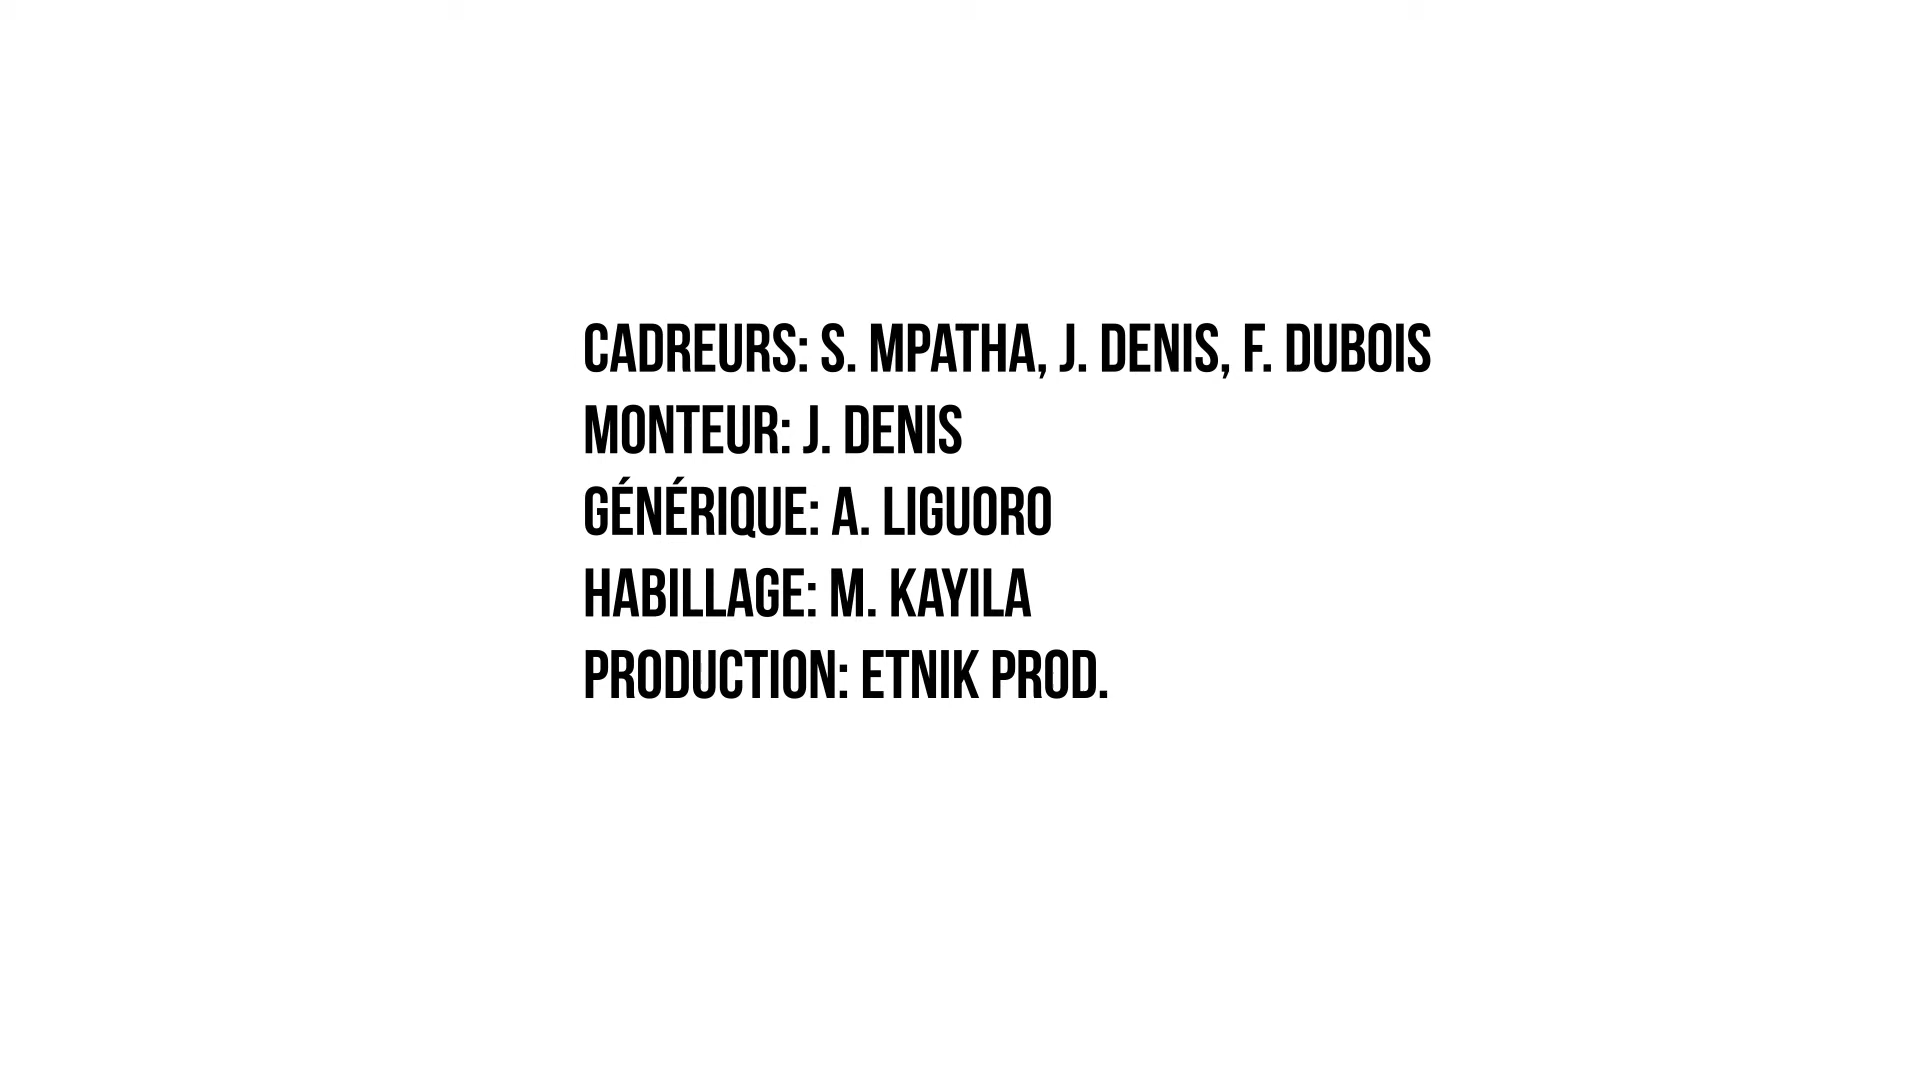 CADREURS: S. MPATHA, J. DENIS, F. DUBOIS
MONTEUR: J. DENIS
GÉNÉRIQUE: A. LIGUORO
HABILLAGE: M. KAYILA
PRODUCTION: ETNIK PROD.